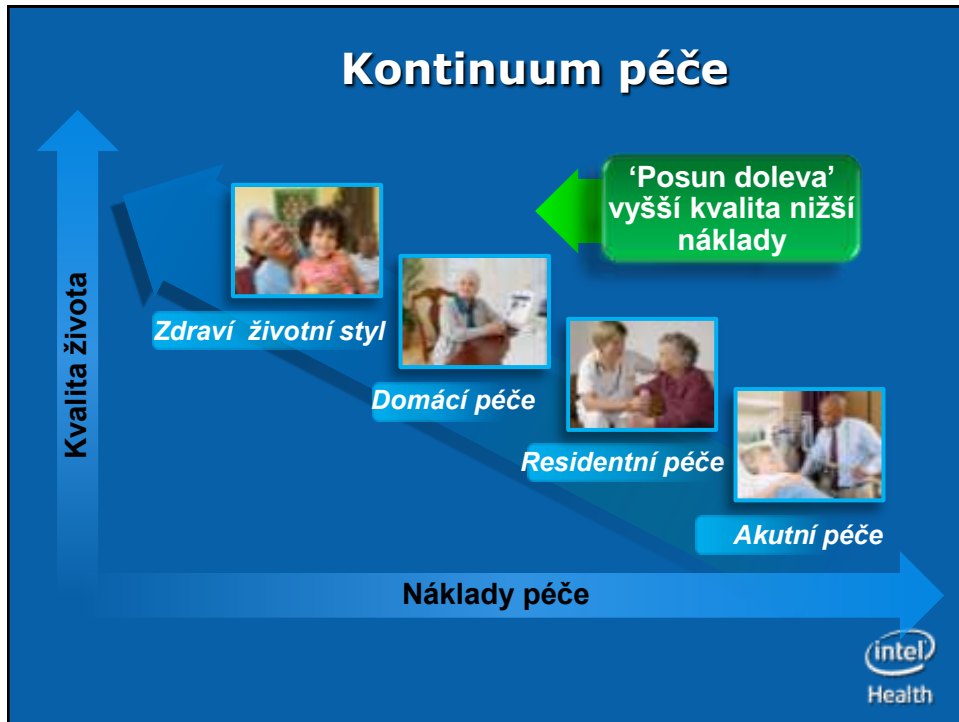 Kontinuum péče
‘Posun doleva’
vyšší kvalita nižší
náklady
Kvalita života
Zdraví životní styl
Domácí péče
Residentní péče
Akutní péče
Náklady péče
intel
Health